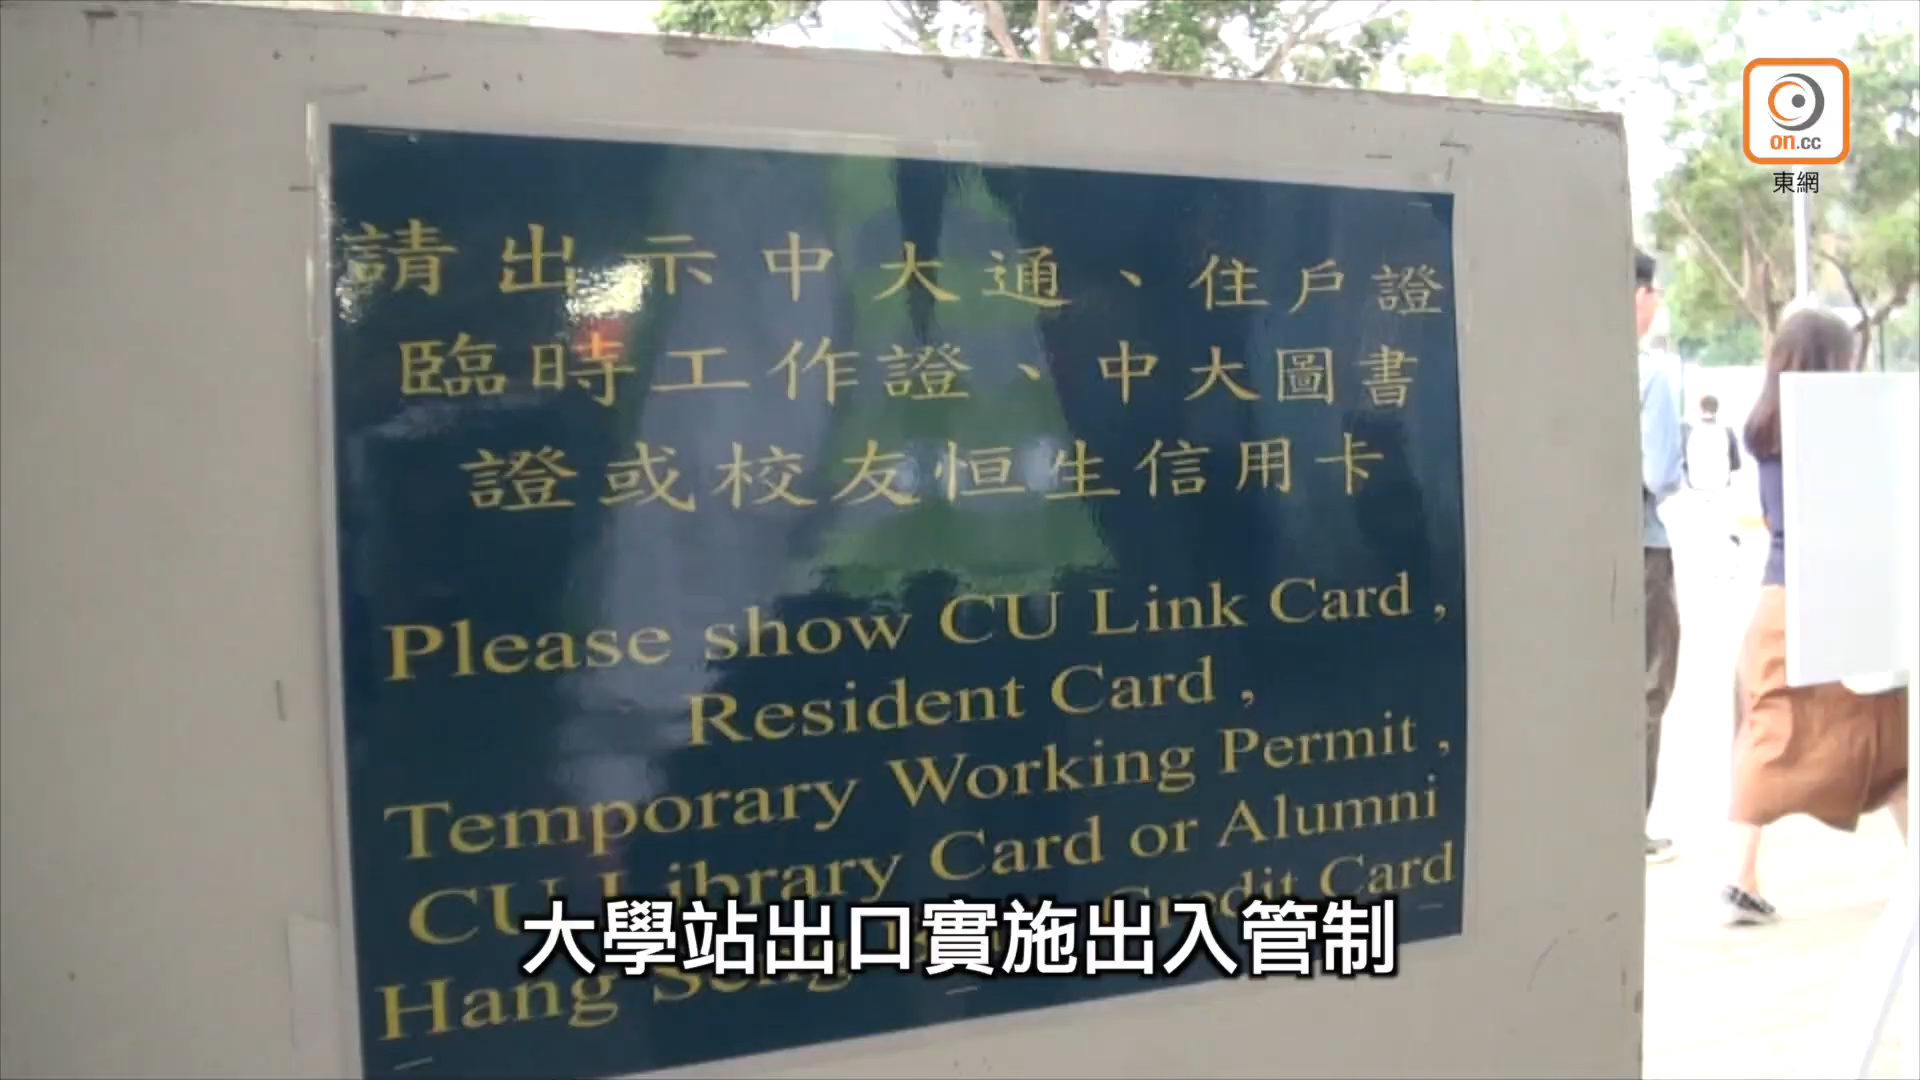 on.cc
東網
請出示中大通、住戶證
臨時工作證、中大圖書
證或校友恒生信用卡
Please show CU Link Card ,
Resident Card ,
Temporary Working Permit ,
CU Library Card or Alumni
Hang Seng Credit Card
大學站出口實施出入管制